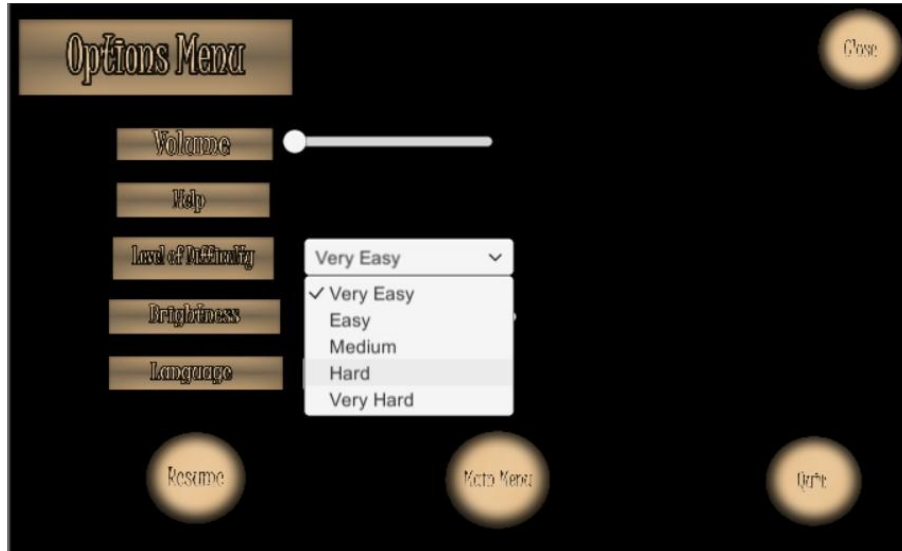 Options Menu
Close
Volume
Help
Level of Difficulty
Very Easy
Very Easy
Easy
Brightness
Medium
Language
Hard
Very Hard
Resume
Main Menu
Quit